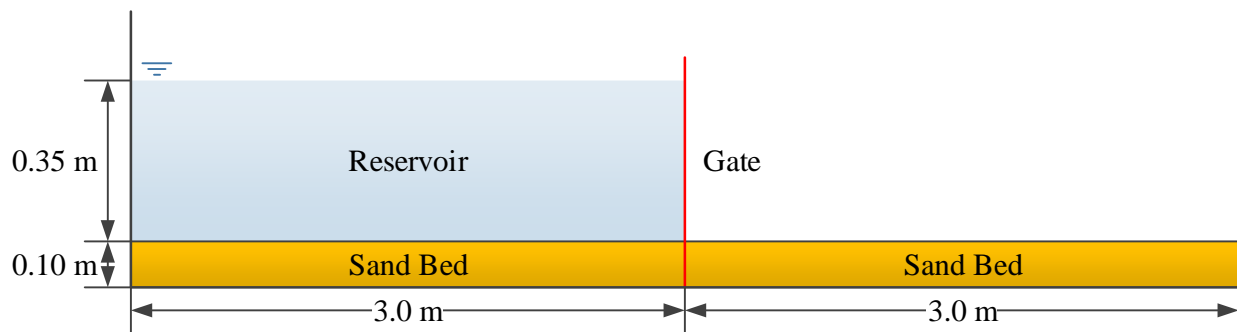 0.35 m
Reservoir
Gate
0.10 m
Sand Bed
Sand Bed
3.0 m
3.0 m